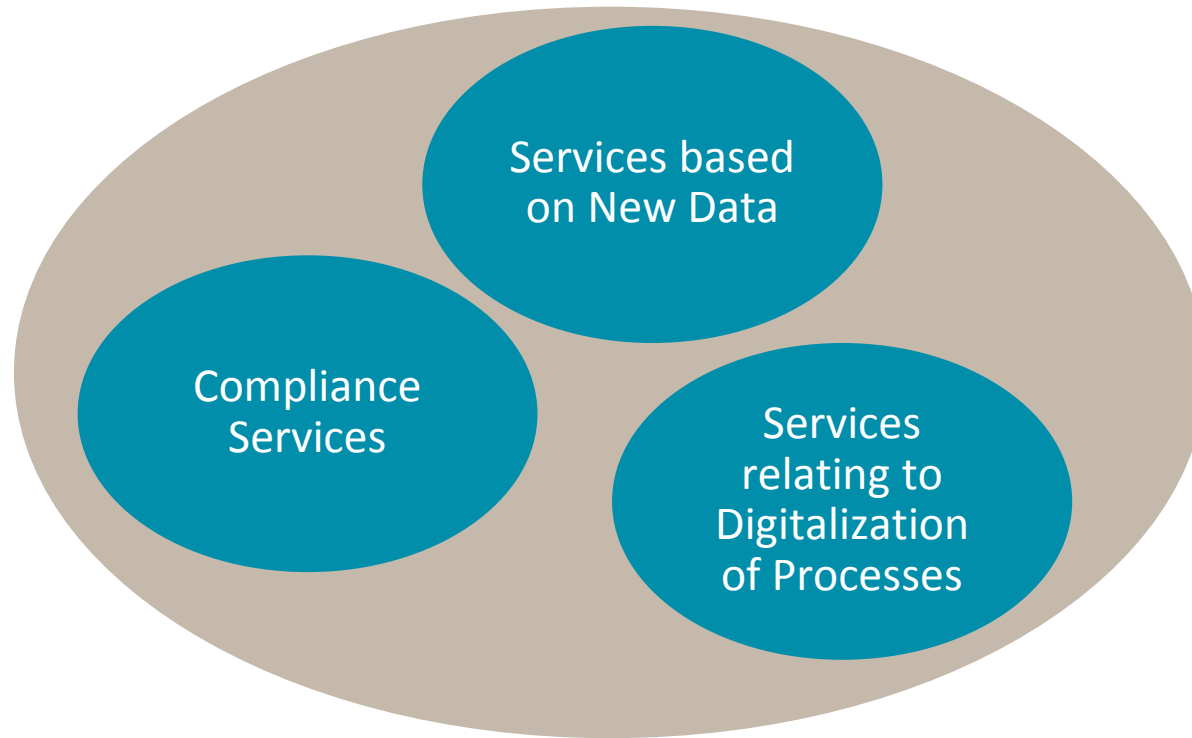 Services based
on New Data
Compliance
Services
Services
relating to
Digitalization
of Processes